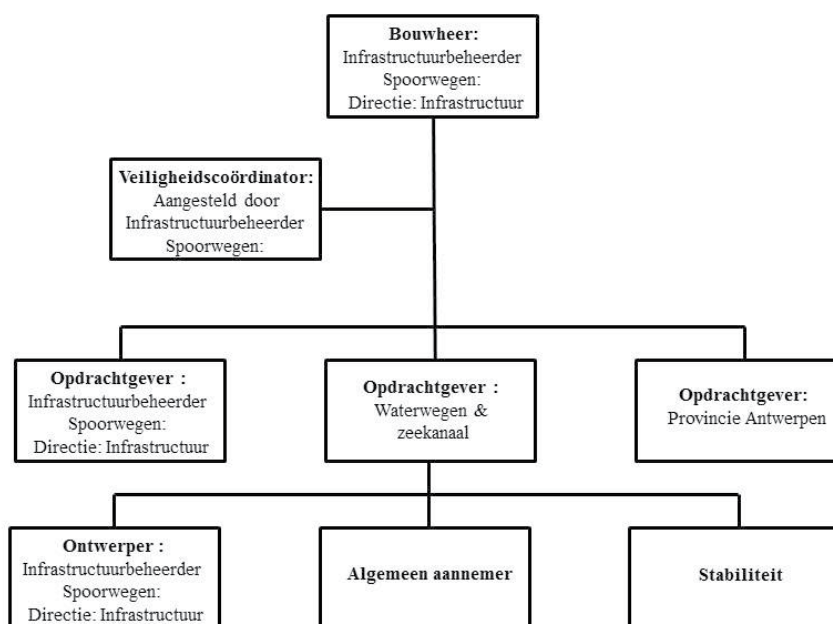 Bouwheer:
Infrastructuurbeheerder
Spoorwegen:
Directie: Infrastructuur
Veiligheidscoördinator:
Aangesteld door
Infrastructuurbeheerder
Spoorwegen:
Opdrachtgever :
Infrastructuurbeheerder
Spoorwegen:
Directie: Infrastructuur
Opdrachtgever :
Waterwegen &
zeekanaal
Opdrachtgever:
Provincie Antwerpen
Ontwerper :
Infrastructuurbeheerder
Spoorwegen:
Directie: Infrastructuur
Algemeen aannemer
Stabiliteit